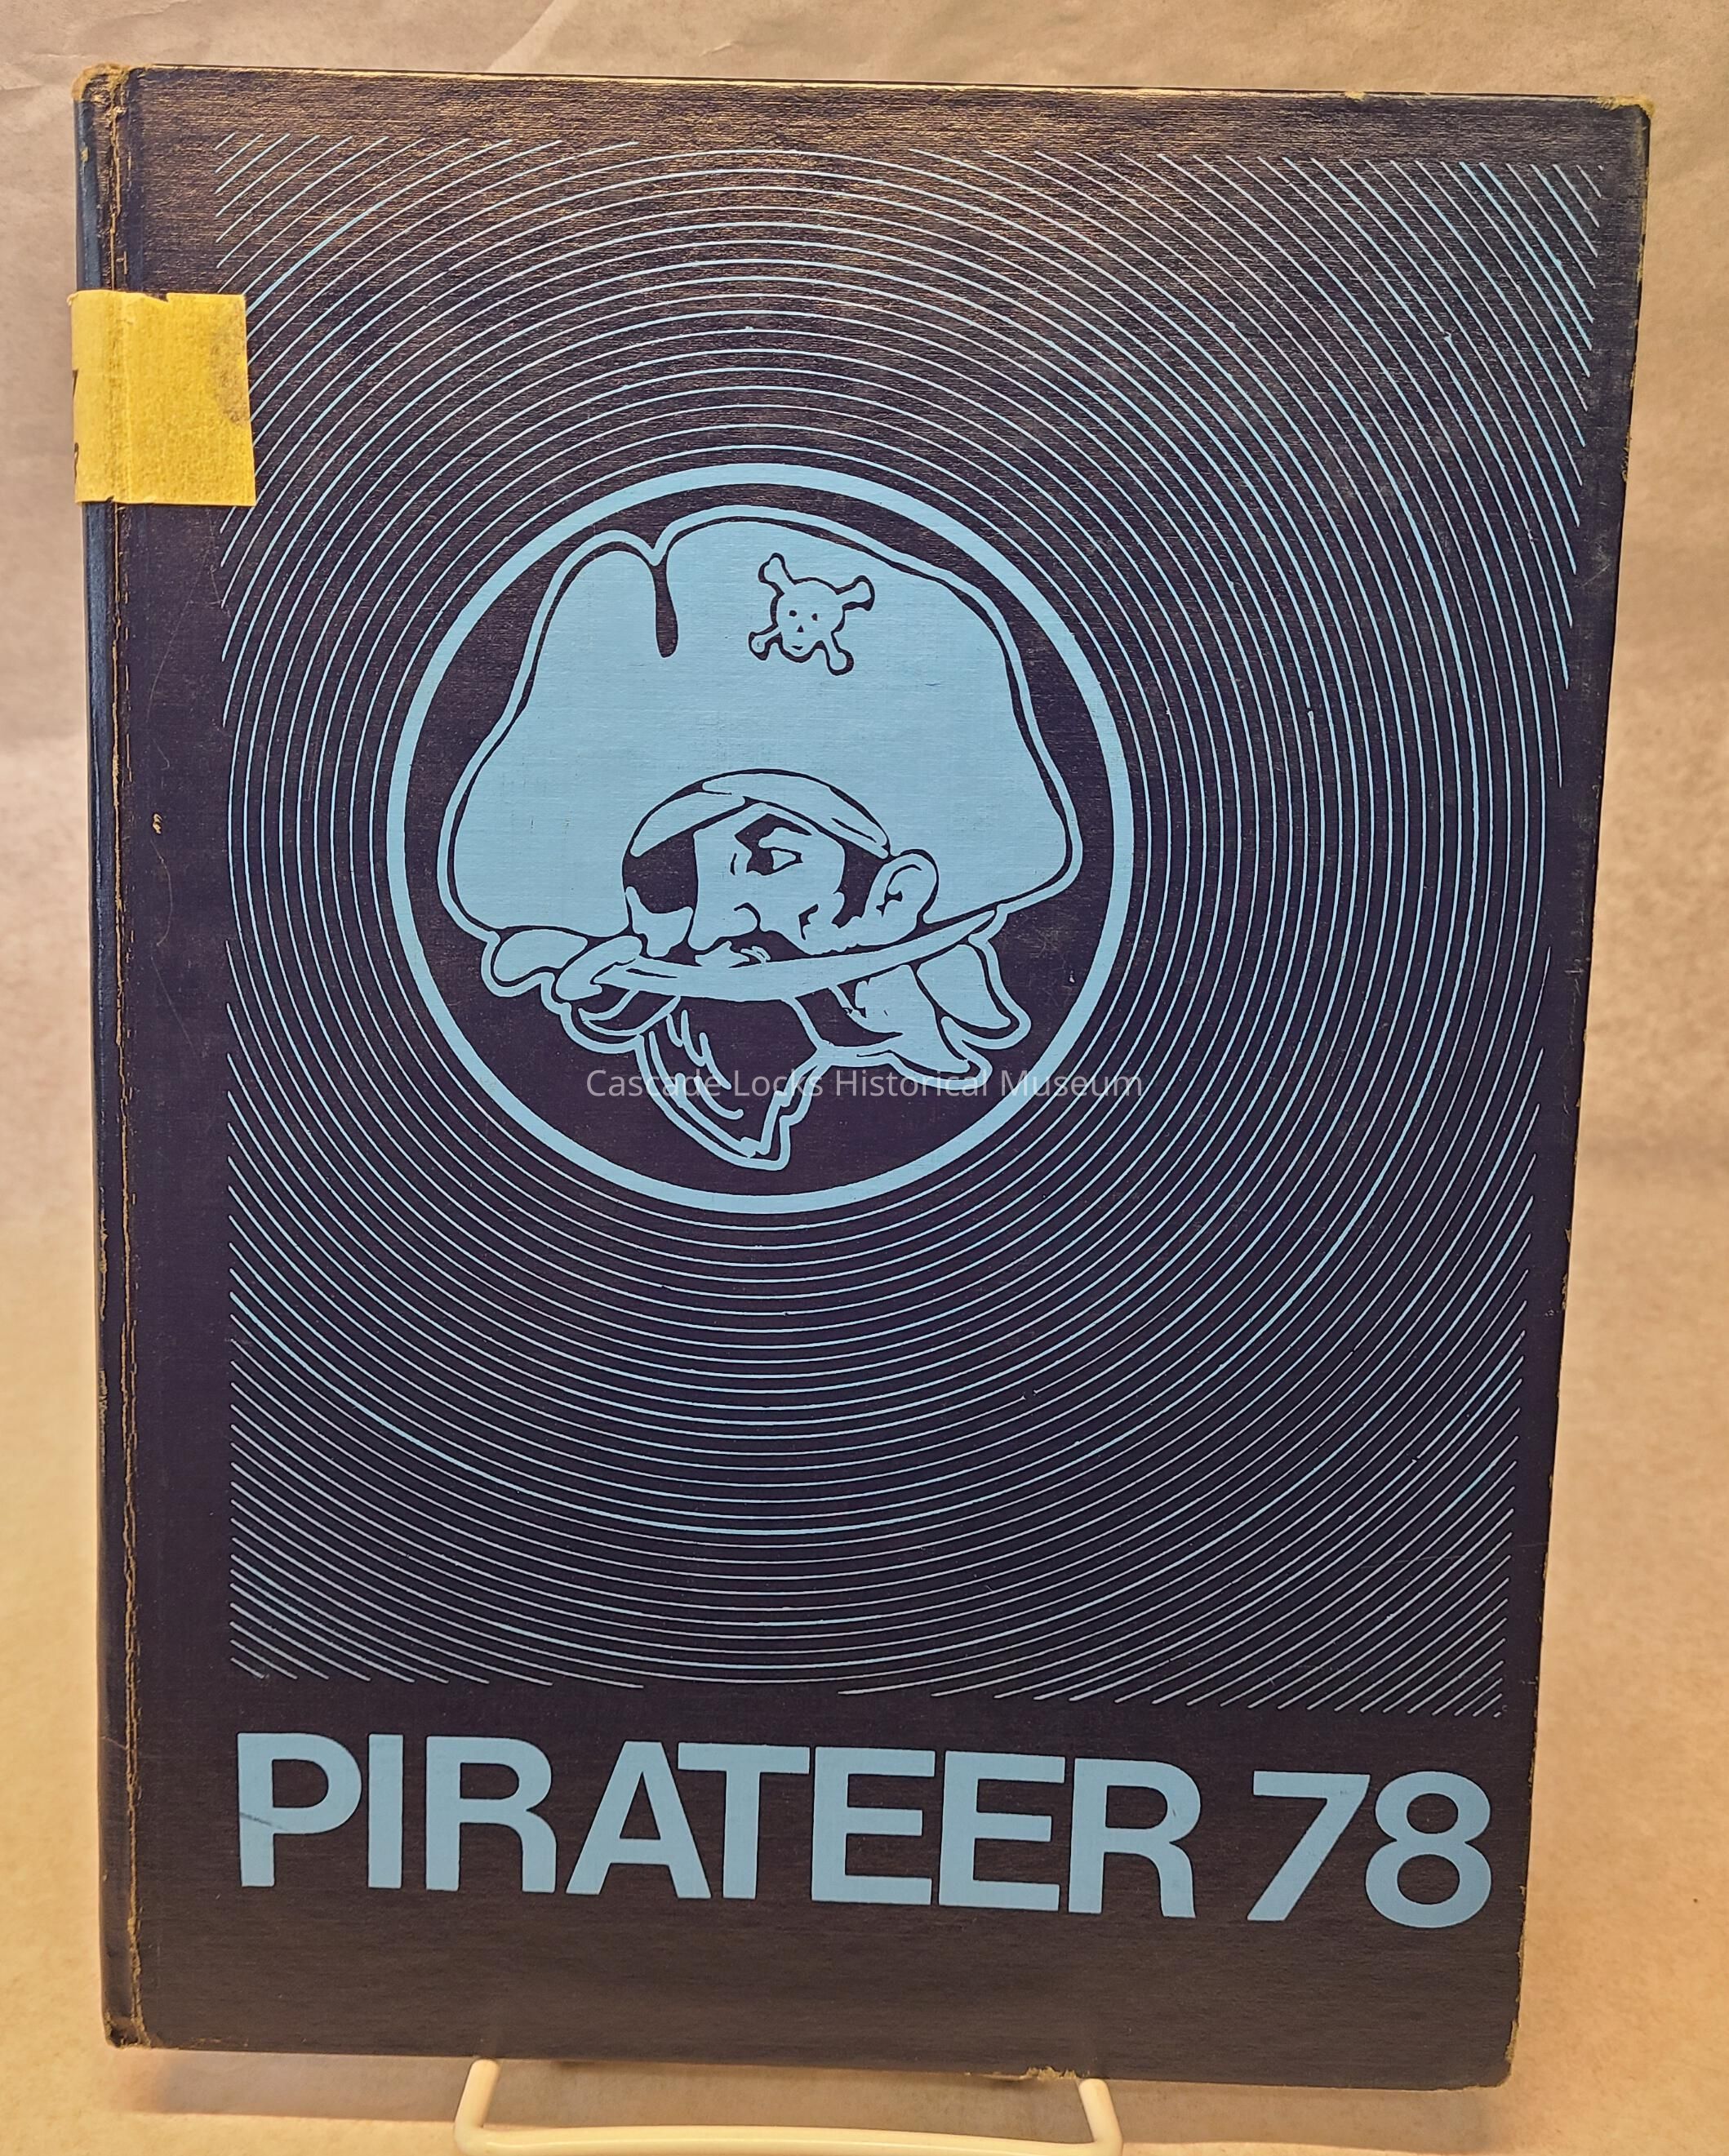 Cascade Locks Historical Museum
PIRATEER 78